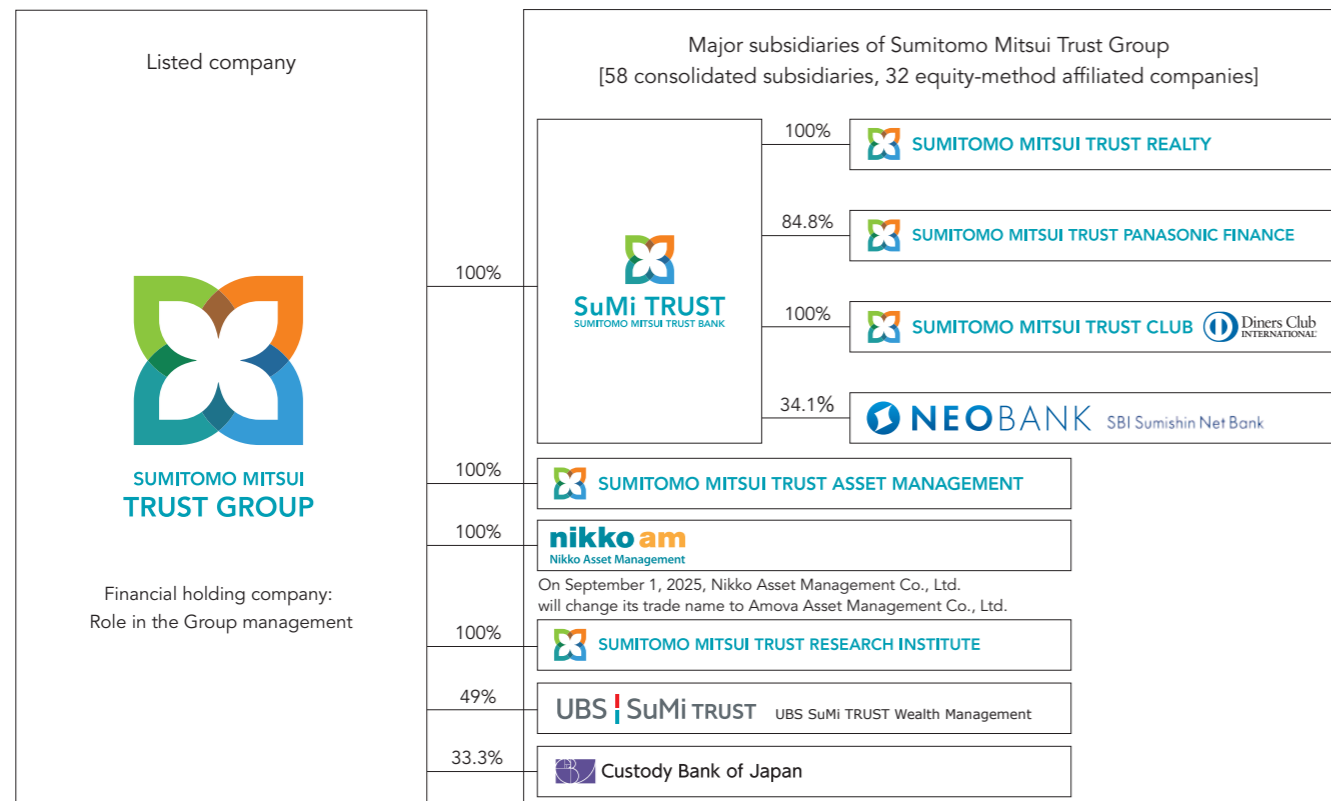 Listed company
SUMITOMO MITSUI
TRUST GROUP
Financial holding company:
Role in the Group management
Major subsidiaries of Sumitomo Mitsui Trust Group
[58 consolidated subsidiaries, 32 equity-method affiliated companies]
100%
SuMi TRUST
SUMITOMO MITSUI TRUST BANK
100%
SUMITOMO MITSUI TRUST REALTY
84.8%
SUMITOMO MITSUI TRUST PANASONIC FINANCE
100%
SUMITOMO MITSUI TRUST CLUB Diners Club
INTERNATIONAL
34.1%
NEOBANK SBI Sumishin Net Bank
100%
SUMITOMO MITSUI TRUST ASSET MANAGEMENT
100%
nikko am
Nikko Asset Management
On September 1, 2025, Nikko Asset Management Co., Ltd.
will change its trade name to Amova Asset Management Co., Ltd.
100%
SUMITOMO MITSUI TRUST RESEARCH INSTITUTE
49%
UBS SuMi TRUST UBS SuMi TRUST Wealth Management
33.3%
Custody Bank of Japan